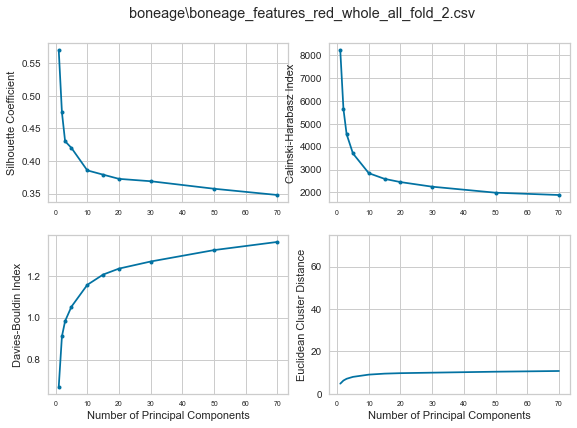 boneage\boneage_features_red_whole_all_fold_2.csv
Silhouette Coefficient
0.55
0.50
0.45
0.40
0.35
0 10 20 30 40 50 60 70
Calinski-Harabasz Index
8000
7000
6000
5000
4000
3000
2000
0 10 20 30 40 50 60 70
Davies-Bouldin Index
1.2
1.0
0.8
0 10 20 30 40 50 60 70
Number of Principal Components
Euclidean Cluster Distance
60
40
20
0
0 10 20 30 40 50 60 70
Number of Principal Components